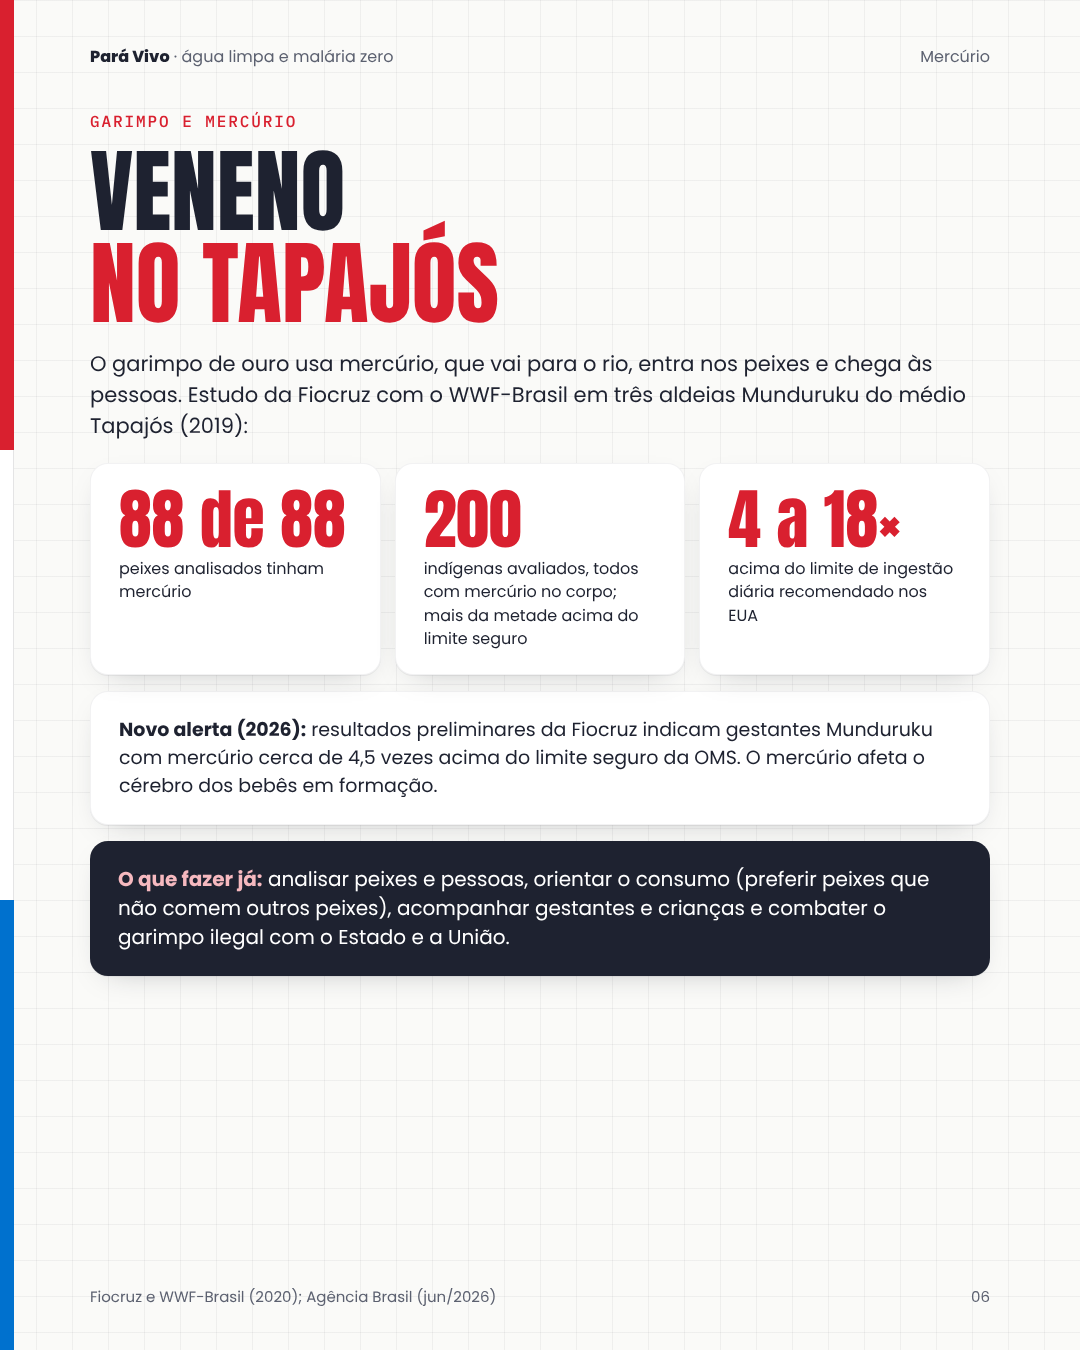 Pará Vivo · água limpa e malária zero
Mercúrio
GARIMPO E MERCÚRIO
VENENO
NO TAPAJÓS
O garimpo de ouro usa mercúrio, que vai para o rio, entra nos peixes e chega às
pessoas. Estudo da Fiocruz com o WWF-Brasil em três aldeias Munduruku do médio
Tapajós (2019):
88 de 88
peixes analisados tinham
mercúrio
200
indígenas avaliados, todos
com mercúrio no corpo;
mais da metade acima do
limite seguro
4 a 18×
acima do limite de ingestão
diária recomendado nos
EUA
Novo alerta (2026): resultados preliminares da Fiocruz indicam gestantes Munduruku
com mercúrio cerca de 4,5 vezes acima do limite seguro da OMS. O mercúrio afeta o
cérebro dos bebês em formação.
O que fazer já: analisar peixes e pessoas, orientar o consumo (preferir peixes que
não comem outros peixes), acompanhar gestantes e crianças e combater o
garimpo ilegal com o Estado e a União.
Fiocruz e WWF-Brasil (2020); Agência Brasil (jun/2026)
06